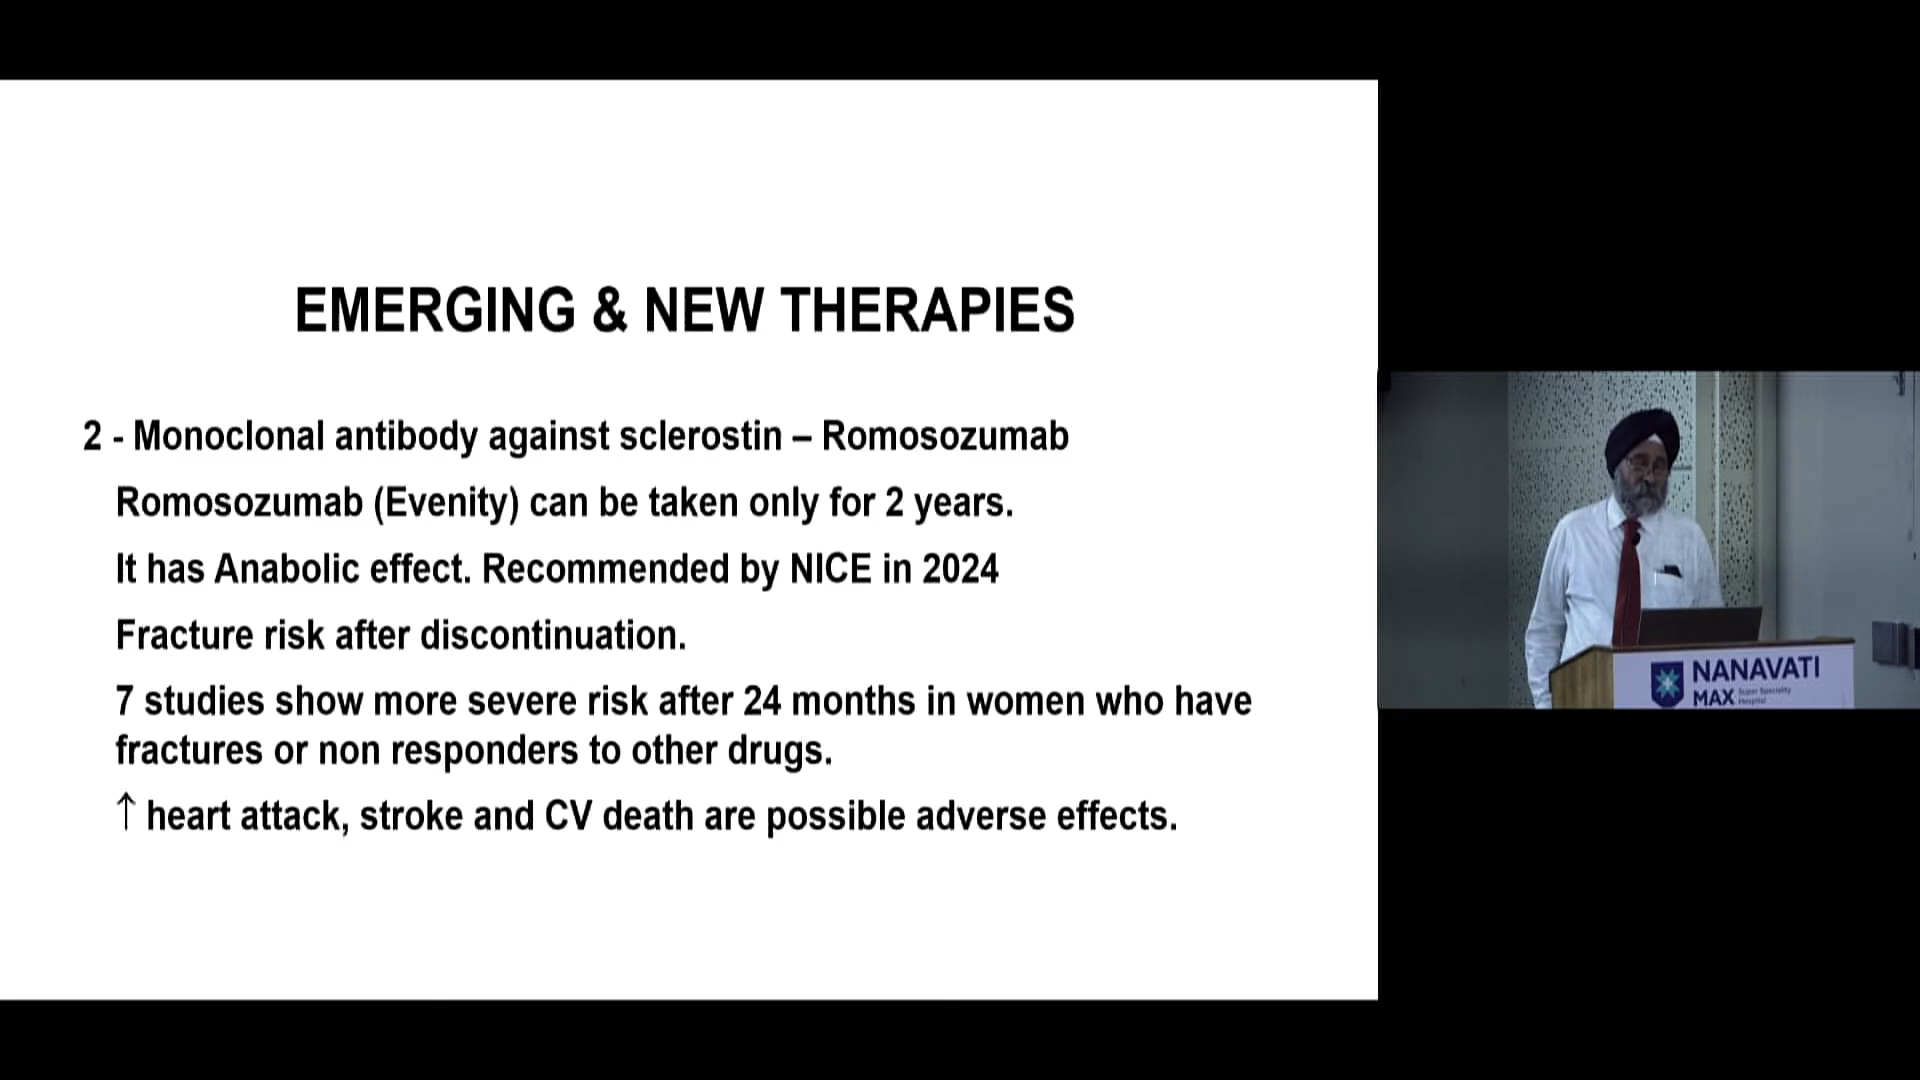 EMERGING & NEW THERAPIES
2 - Monoclonal antibody against sclerostin – Romosozumab
Romosozumab (Evenity) can be taken only for 2 years.
It has Anabolic effect. Recommended by NICE in 2024
Fracture risk after discontinuation.
7 studies show more severe risk after 24 months in women who have
fractures or non responders to other drugs.
↑ heart attack, stroke and CV death are possible adverse effects.
NANAVATI
MAX Super Speciality
Hospital